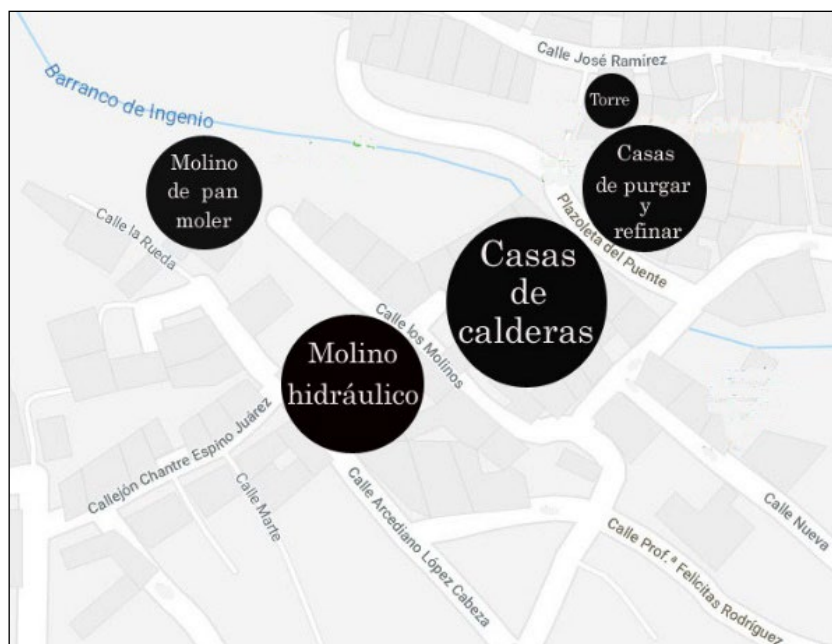 Calle José Ramírez
Barranco de Ingenio
Torre
Molino
de pan
moler
Casas
de purgar
y
refinar
Calle la Rueda
Plazoleta del Puente
Casas
de
calderas
Calle los Molinos
Molino
hidráulico
Callejón Chantre Espino Juárez
Calle Marte
Calle Arcediano López Cabeza
Calle Nueva
Calle Prof.ª Felicitas Rodríguez